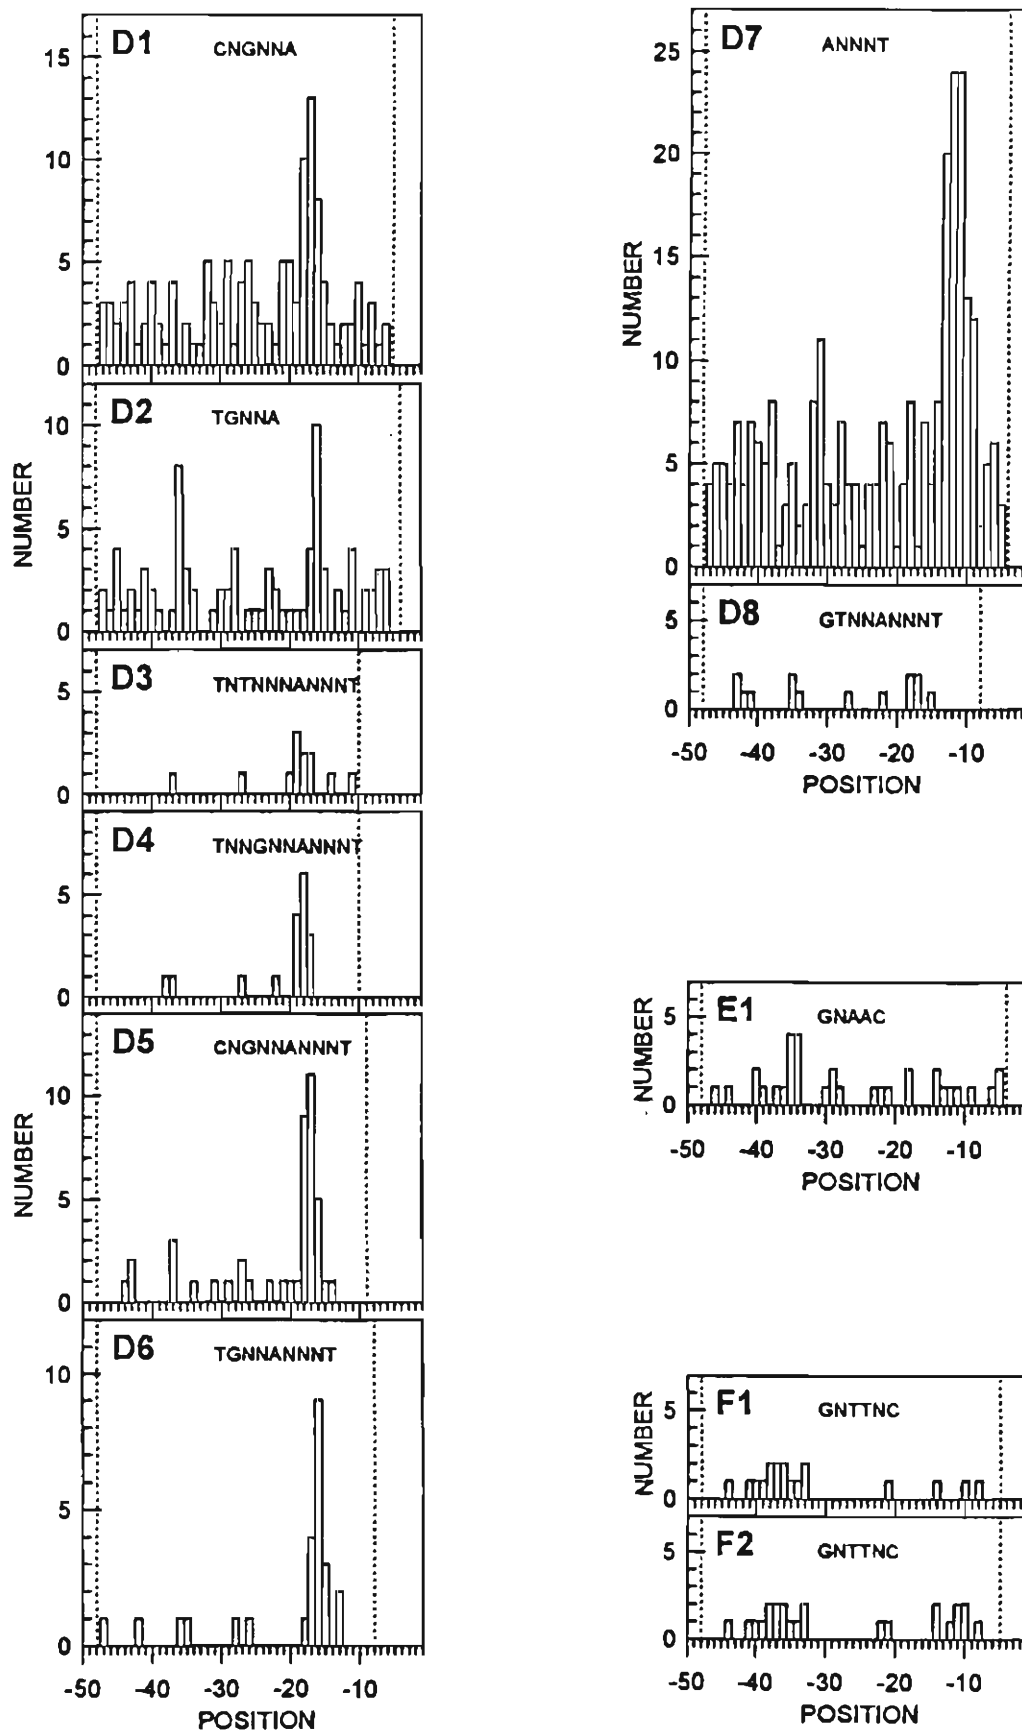 D1 CNGNNA
15
10
5
0
D2 TGNNA
10
5
0
NUMBER
D3 TNTNNNANNNT
5
0
D4 TNNGNNANNNT
5
0
D5 CNGNNANNNT
10
5
0
NUMBER
D6 TGNNANNNT
10
5
0
-50 -40 -30 -20 -10
POSITION
D7 ANNNT
25
20
15
10
5
0
NUMBER
D8 GTNNANNNT
5
0
-50 -40 -30 -20 -10
POSITION
E1 GNAAC
5
0
NUMBER
-50 -40 -30 -20 -10
POSITION
F1 GNTTNC
5
0
NUMBER
F2 GNTTNC
5
0
-50 -40 -30 -20 -10
POSITION